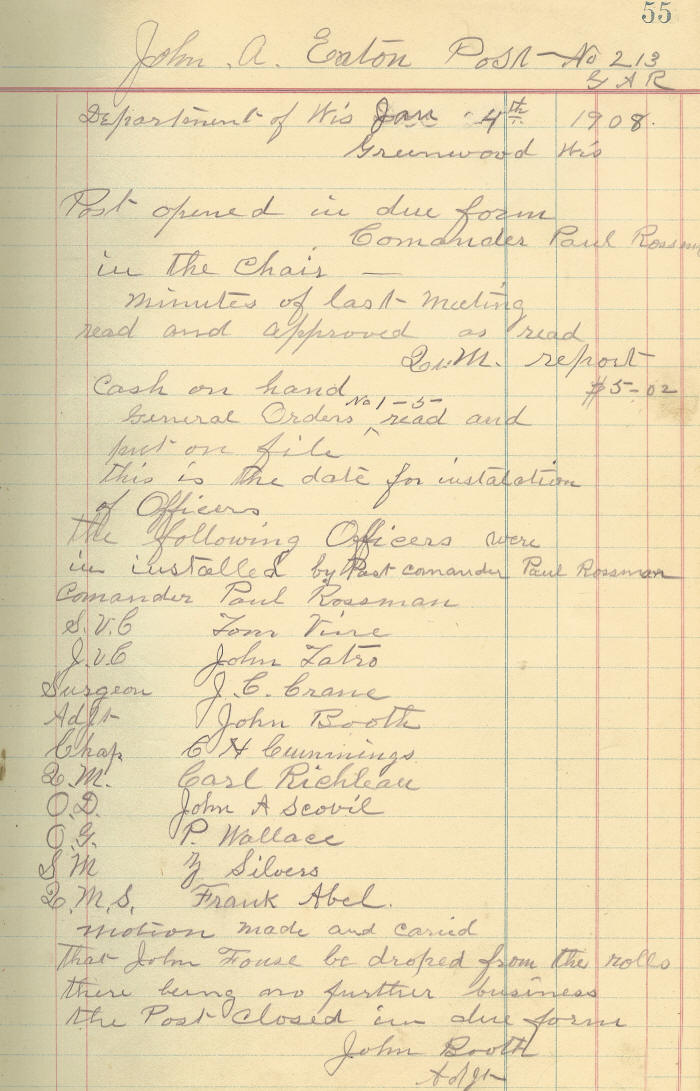 55
John A. Eaton Post No 213
G A R
Department of Wis Jan 4th 1908.
Greenwood Wis
Post opened in due form
Comander Paul Rossman
in the Chair —
minutes of last meeting
read and approved as read
Q.M. report
Cash on hand $5-02
No 1-5-
General Orders ^ read and
put on file
this is the date for instalation
of Officers
the following Officers were
in installed by Past comander Paul Rossman
Comander Paul Rossman
S.V.C Tom Vine
J.V.C John Tatro
Surgeon J. C. Crane
Adjt John Booth
Chap C H Cummings
Q.M. Carl Richleau
O.D. John A Scovil
O.G. P. Wallace
S M Silvers
Q.M.S. Frank Abel.
motion made and caried
that John Fouse be droped from the rolls
there being no further business
the Post Closed in due form
John Booth
Adjt